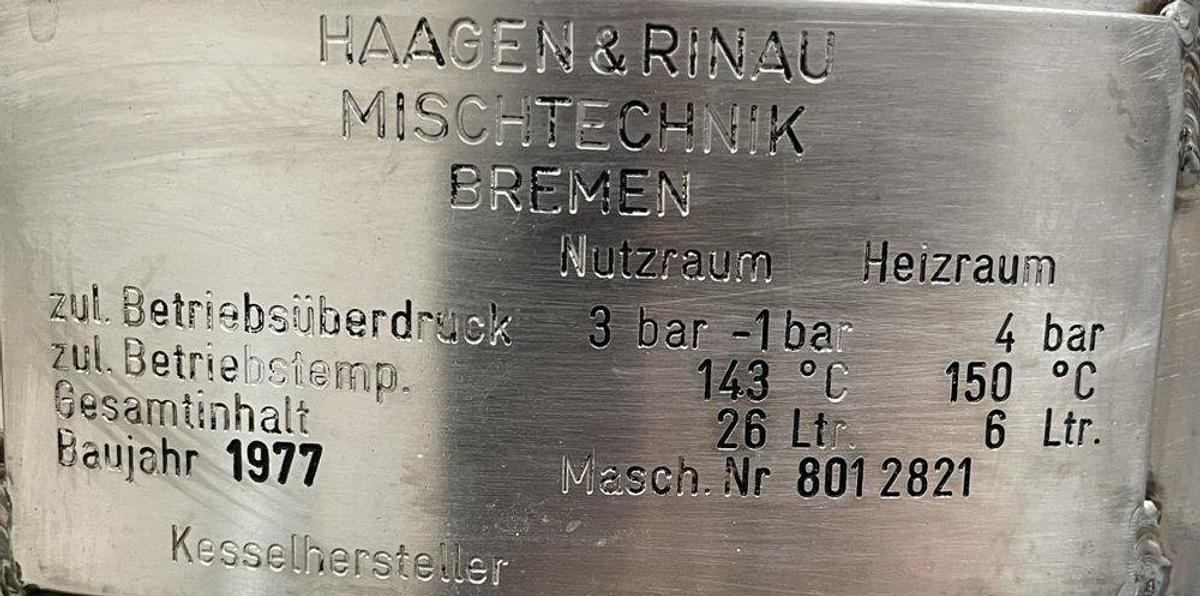 HAAGEN & RINAU
MISCHTECHNIK
BREMEN
Nutzraum Heizraum
zul. Betriebsüberdruck 3 bar -1 bar 4 bar
zul. Betriebstemp. 143 °C 150 °C
Gesamtinhalt 26 Ltr. 6 Ltr.
Baujahr 1977 Masch. Nr 801 2821
Kesselhersteller